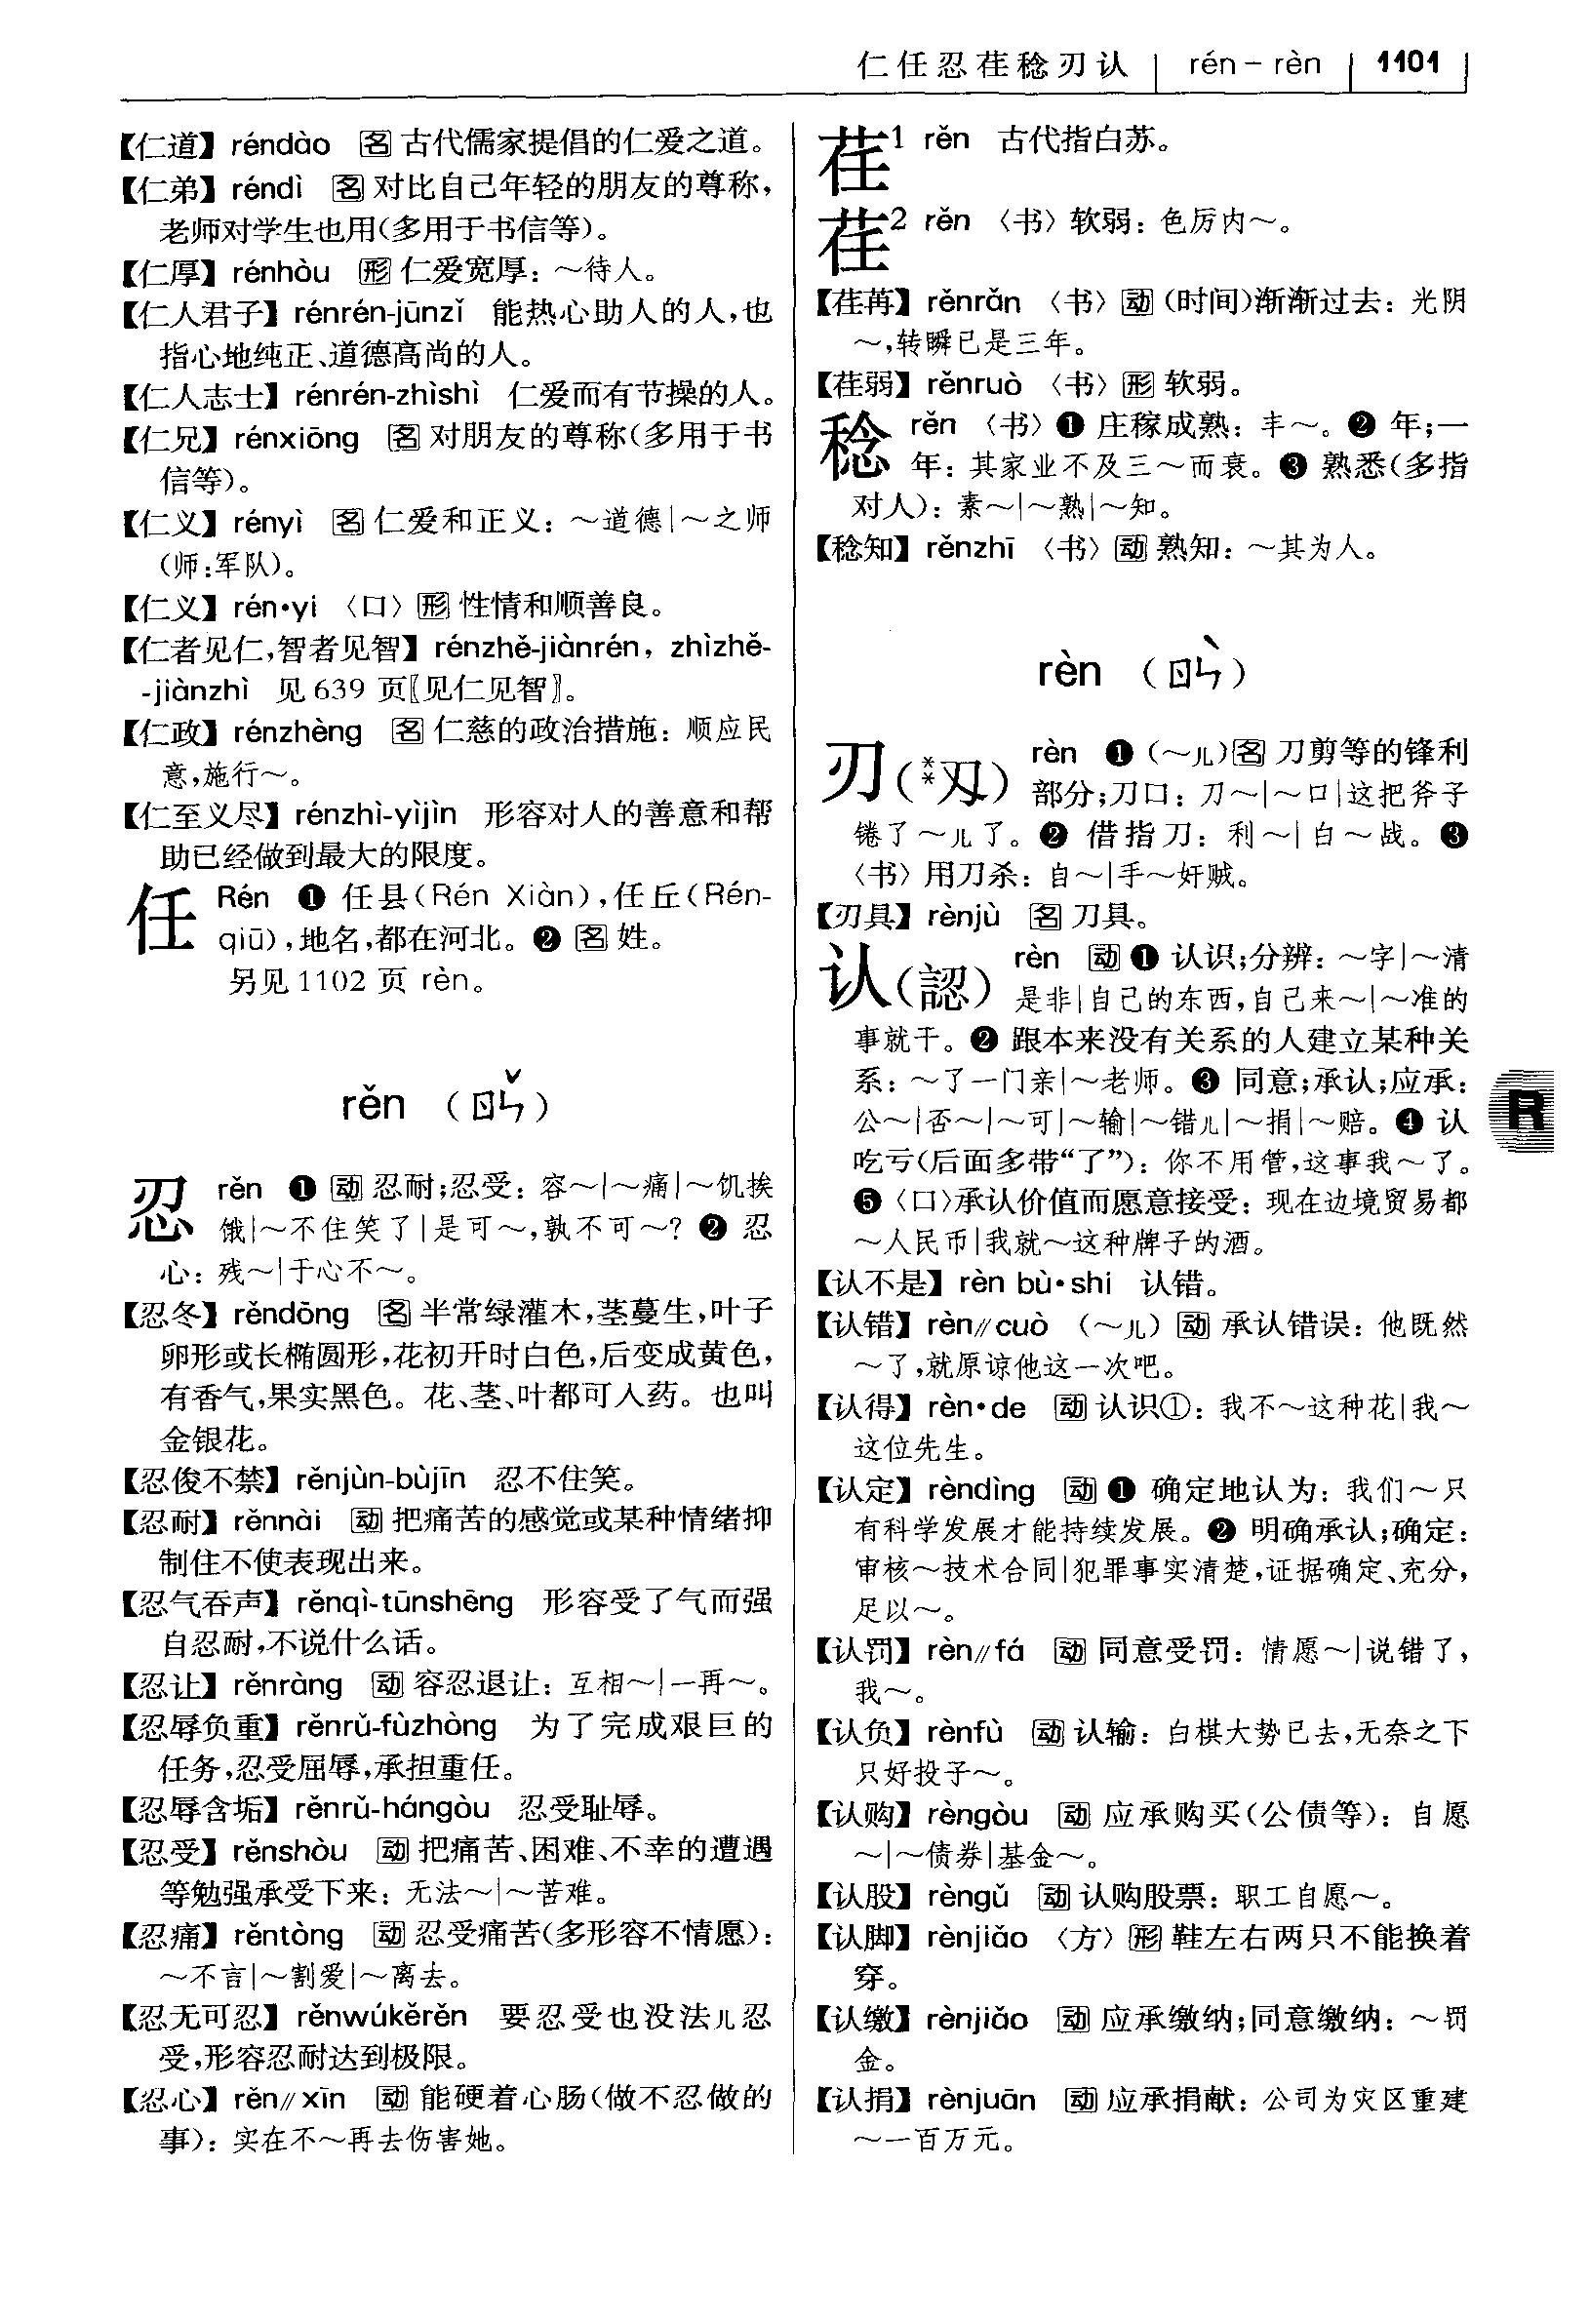 仁任忍荏稔刃认 | rén－rèn | 1101
【仁道】réndào 名 古代儒家提倡的仁爱之道。
【仁弟】réndì 名 对比自己年轻的朋友的尊称，
老师对学生也用(多用于书信等)。
【仁厚】rénhòu 形 仁爱宽厚：～待人。
【仁人君子】rénrén-jūnzǐ 能热心助人的人，也
指心地纯正、道德高尚的人。
【仁人志士】rénrén-zhìshì 仁爱而有节操的人。
【仁兄】rénxiōng 名 对朋友的尊称(多用于书
信等)。
【仁义】rényì 名 仁爱和正义：～道德|～之师
(师：军队)。
【仁义】rén·yi 〈口〉形 性情和顺善良。
【仁者见仁，智者见智】rénzhě-jiànrén，zhìzhě-
-jiànzhì 见 639 页〖见仁见智〗。
【仁政】rénzhèng 名 仁慈的政治措施：顺应民
意，施行～。
【仁至义尽】rénzhì-yìjìn 形容对人的善意和帮
助已经做到最大的限度。
任 Rén ❶ 任县(Rén Xiàn)，任丘(Rén-
qiū)，地名，都在河北。❷ 名 姓。
另见 1102 页 rèn。
rěn （ㄖㄣˇ）
忍 rěn ❶ 动 忍耐；忍受：容～|～痛|～饥挨
饿|～不住笑了|是可～，孰不可～？❷ 忍
心：残～|于心不～。
【忍冬】rěndōng 名 半常绿灌木，茎蔓生，叶子
卵形或长椭圆形，花初开时白色，后变成黄色，
有香气，果实黑色。花、茎、叶都可入药。也叫
金银花。
【忍俊不禁】rěnjùn-bùjīn 忍不住笑。
【忍耐】rěnnài 动 把痛苦的感觉或某种情绪抑
制住不使表现出来。
【忍气吞声】rěnqì-tūnshēng 形容受了气而强
自忍耐，不说什么话。
【忍让】rěnràng 动 容忍退让：互相～|一再～。
【忍辱负重】rěnrǔ-fùzhòng 为了完成艰巨的
任务，忍受屈辱，承担重任。
【忍辱含垢】rěnrǔ-hángòu 忍受耻辱。
【忍受】rěnshòu 动 把痛苦、困难、不幸的遭遇
等勉强承受下来：无法～|～苦难。
【忍痛】rěntòng 动 忍受痛苦(多形容不情愿)：
～不言|～割爱|～离去。
【忍无可忍】rěnwúkěrěn 要忍受也没法儿忍
受，形容忍耐达到极限。
【忍心】rěn∥xīn 动 能硬着心肠(做不忍做的
事)：实在不～再去伤害她。
荏1 rěn 古代指白苏。
荏2 rěn 〈书〉软弱：色厉内～。
【荏苒】rěnrǎn 〈书〉动 (时间)渐渐过去：光阴
～，转瞬已是三年。
【荏弱】rěnruò 〈书〉形 软弱。
稔 rěn 〈书〉❶ 庄稼成熟：丰～。❷ 年；一
年：其家业不及三～而衰。❸ 熟悉(多指
对人)：素～|～熟|～知。
【稔知】rěnzhī 〈书〉动 熟知：～其为人。
rèn （ㄖㄣˋ）
刃(**刄) rèn ❶ (～儿)名 刀剪等的锋利
部分；刀口：刀～|～口|这把斧子
锩了～儿了。❷ 借指刀：利～|白～战。❸
〈书〉用刀杀：自～|手～奸贼。
【刃具】rènjù 名 刀具。
认(認) rèn 动 ❶ 认识；分辨：～字|～清
是非|自己的东西，自己来～|～准的
事就干。❷ 跟本来没有关系的人建立某种关
系：～了一门亲|～老师。❸ 同意；承认；应承：
公～|否～|～可|～输|～错儿|～捐|～赔。❹ 认
吃亏(后面多带“了”)：你不用管，这事我～了。
❺〈口〉承认价值而愿意接受：现在边境贸易都
～人民币|我就～这种牌子的酒。
【认不是】rèn bù·shi 认错。
【认错】rèn∥cuò （～儿）动 承认错误：他既然
～了，就原谅他这一次吧。
【认得】rèn·de 动 认识①：我不～这种花|我～
这位先生。
【认定】rèndìng 动 ❶ 确定地认为：我们～只
有科学发展才能持续发展。❷ 明确承认；确定：
审核～技术合同|犯罪事实清楚，证据确定、充分，
足以～。
【认罚】rèn∥fá 动 同意受罚：情愿～|说错了，
我～。
【认负】rènfù 动 认输：白棋大势已去，无奈之下
只好投子～。
【认购】rèngòu 动 应承购买(公债等)：自愿
～|～债券|基金～。
【认股】rèngǔ 动 认购股票：职工自愿～。
【认脚】rènjiǎo 〈方〉形 鞋左右两只不能换着
穿。
【认缴】rènjiǎo 动 应承缴纳；同意缴纳：～罚
金。
【认捐】rènjuān 动 应承捐献：公司为灾区重建
～一百万元。
R